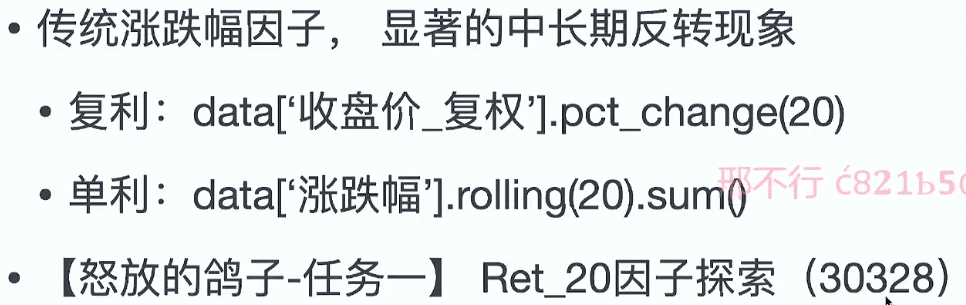 • 传统涨跌幅因子， 显著的中长期反转现象
• 复利：data[‘收盘价_复权’].pct_change(20)
• 单利：data[‘涨跌幅’].rolling(20).sum()
邢不行
• 【怒放的鸽子-任务一】 Ret_20因子探索（30328）